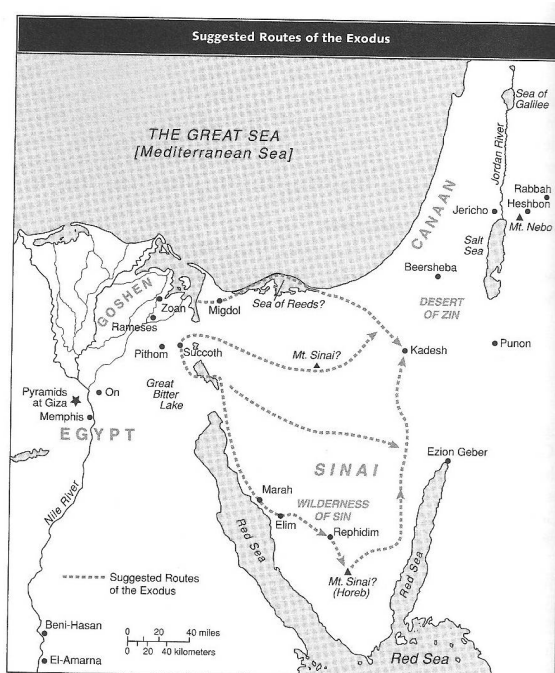 Suggested Routes of the Exodus
Sea of
Galilee
THE GREAT SEA
[Mediterranean Sea]
Jordan River
CANAAN
Rabbah
Heshbon
Jericho
Mt. Nebo
Salt
Sea
Beersheba
GOSHEN
Zoan
Migdol
Sea of Reeds?
DESERT
OF ZIN
Rameses
Pithom
Succoth
Mt. Sinai?
Kadesh
Punon
Great
Bitter
Lake
Pyramids
at Giza
On
Memphis
EGYPT
Ezion Geber
SINAI
Marah
WILDERNESS
OF SIN
Elim
Rephidim
Nile River
Red Sea
Red Sea
Mt. Sinai?
(Horeb)
Suggested Routes
of the Exodus
Beni-Hasan
0 20 40 miles
0 20 40 kilometers
El-Amarna
Red Sea